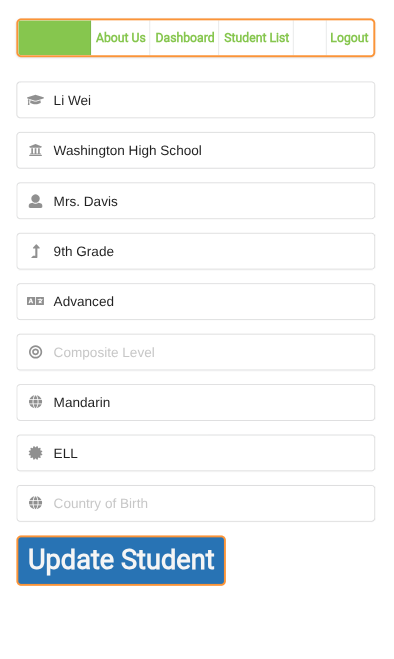 About Us Dashboard Student List Logout
Li Wei
Washington High School
Mrs. Davis
9th Grade
Advanced
Composite Level
Mandarin
ELL
Country of Birth
Update Student